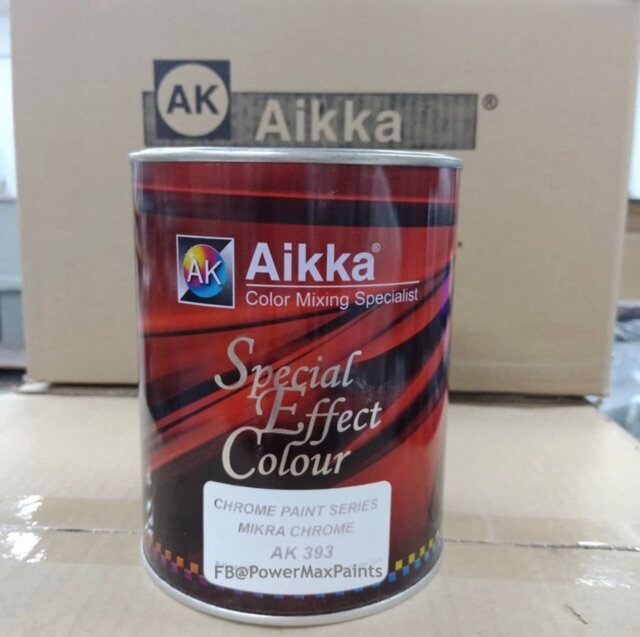 AK Aikka®
AK Aikka®
Color Mixing Specialist
Special
Effect
Colour
CHROME PAINT SERIES
MIKRA CHROME
AK 393
FB@PowerMaxPaints